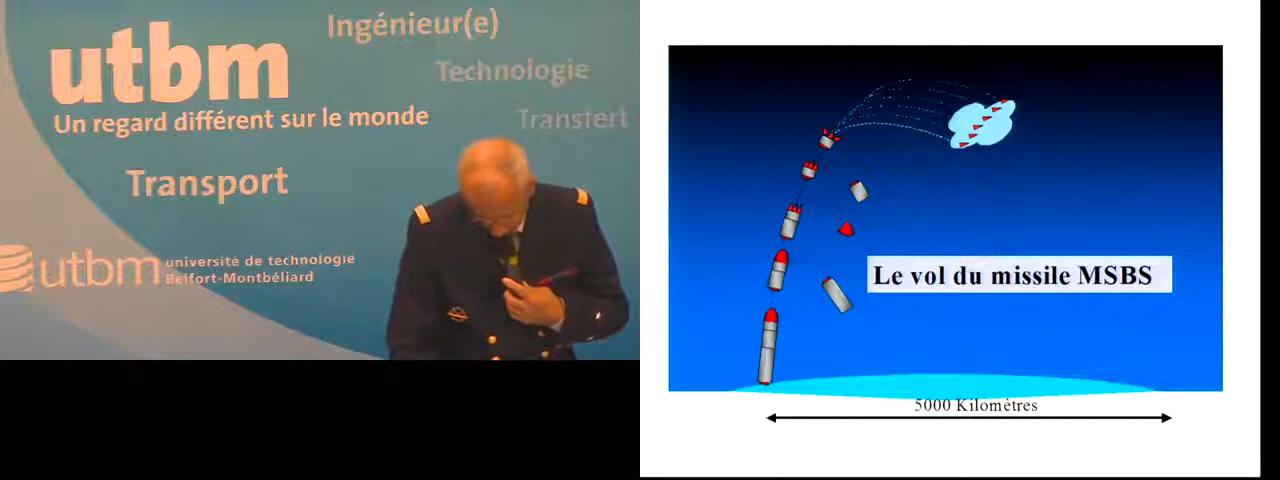 Ingénieur(e)
utbm
Technologie
Un regard différent sur le monde
Transfert
Transport
utbm université de technologie
Belfort-Montbéliard
Le vol du missile MSBS
5000 Kilomètres